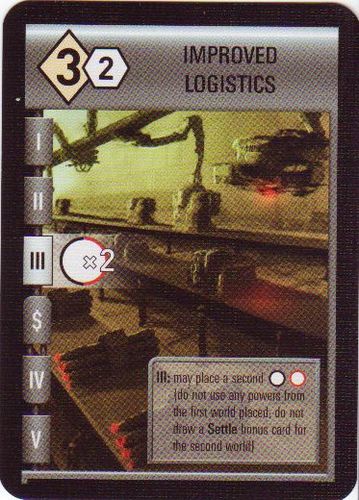 3 2
IMPROVED
LOGISTICS
I
II
III ×2
$
IV
V
III: may place a second
(do not use any powers from
the first world placed; do not
draw a Settle bonus card for
the second world)